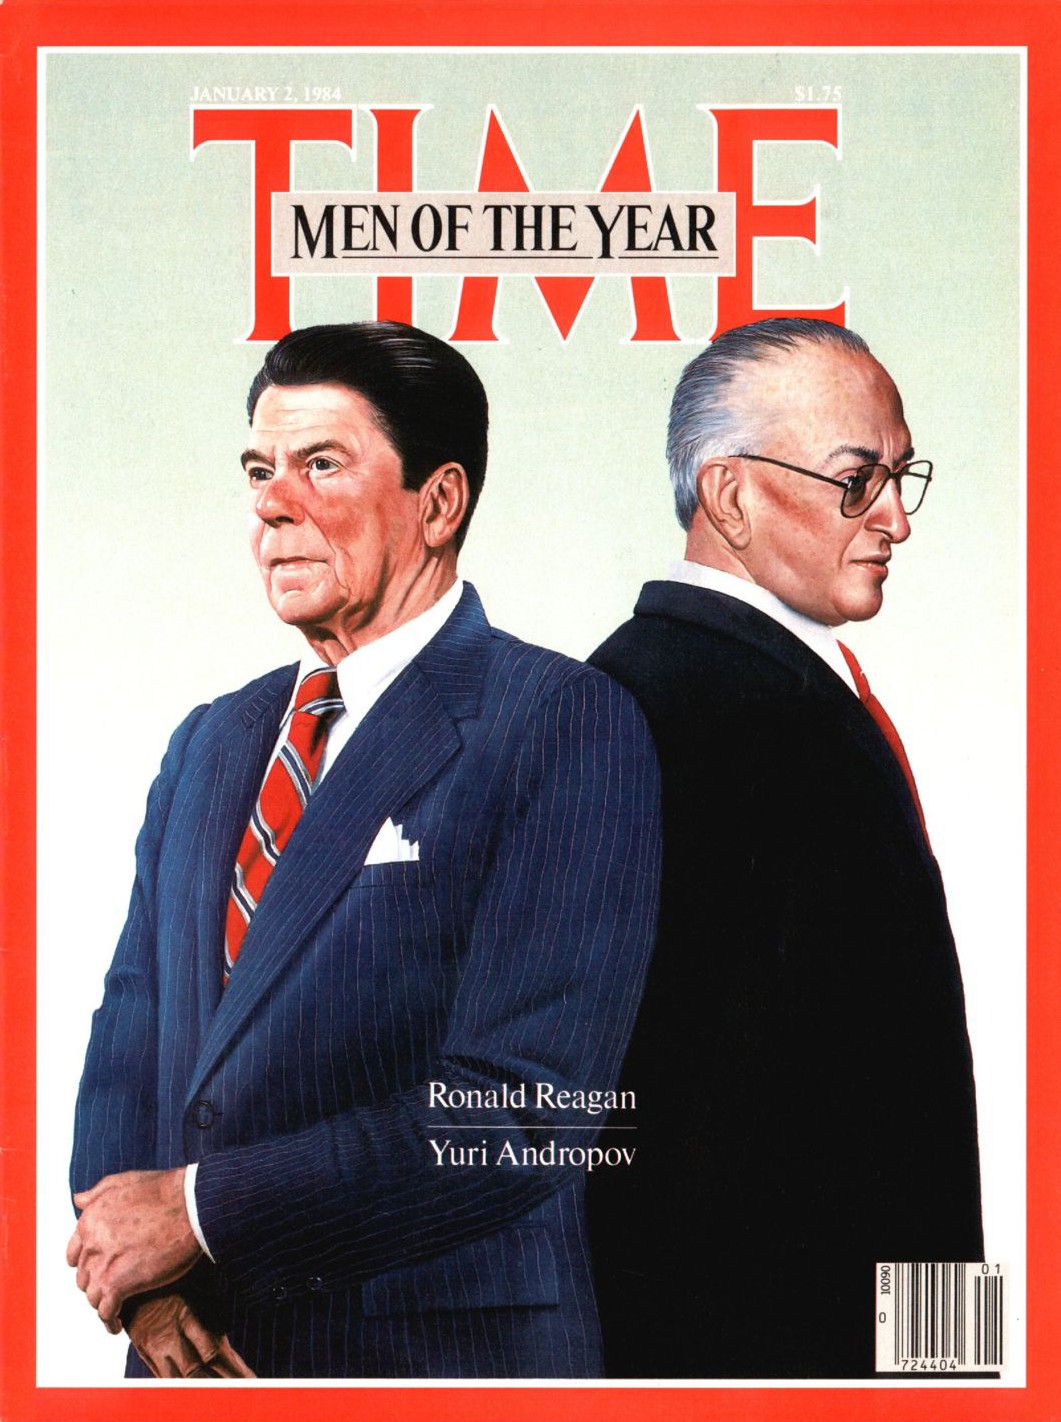 JANUARY 2, 1984
$1.75
TIME
MEN OF THE YEAR
Ronald Reagan
Yuri Andropov
01
10090
0
724404